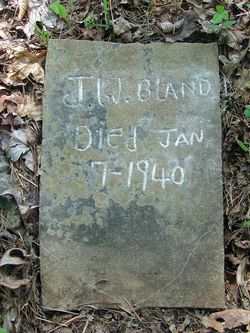 J.W. BLAND
Died JAN
7-1940